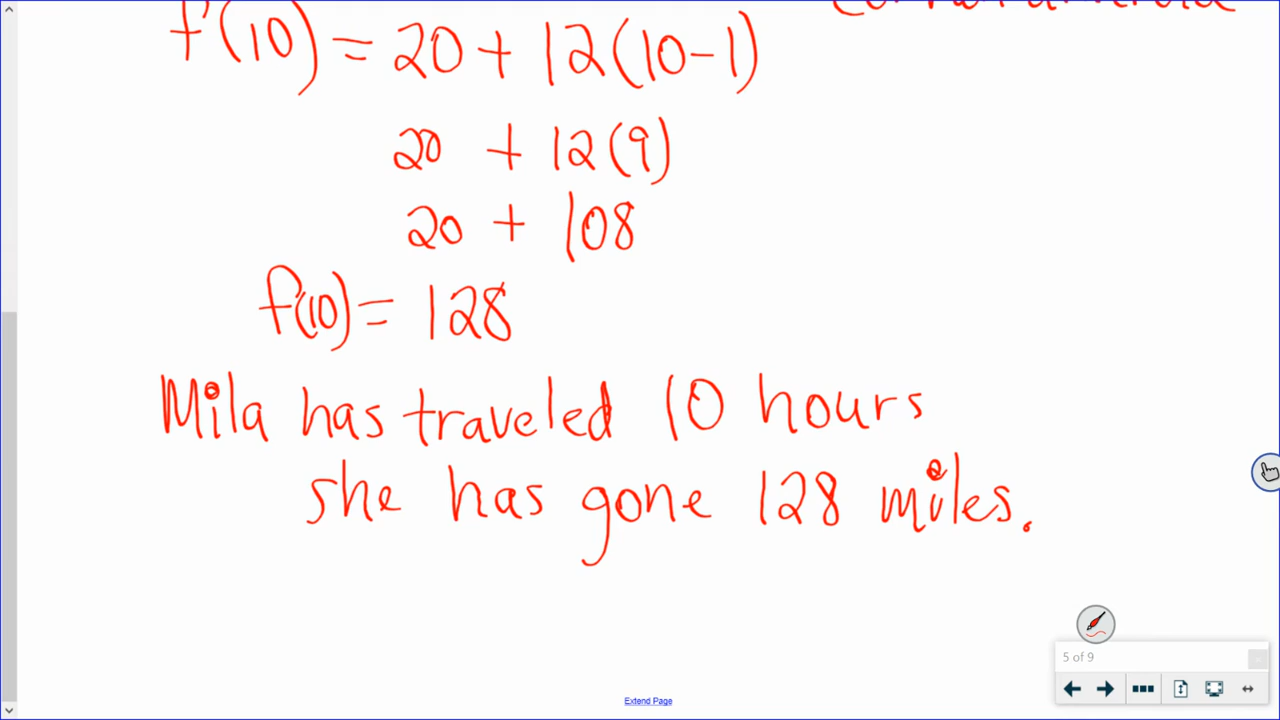 f(10) = 20 + 12(10-1)
20 + 12(9)
20 + 108
f(10) = 128
Mila has traveled 10 hours
she has gone 128 miles.
5 of 9
Extend Page